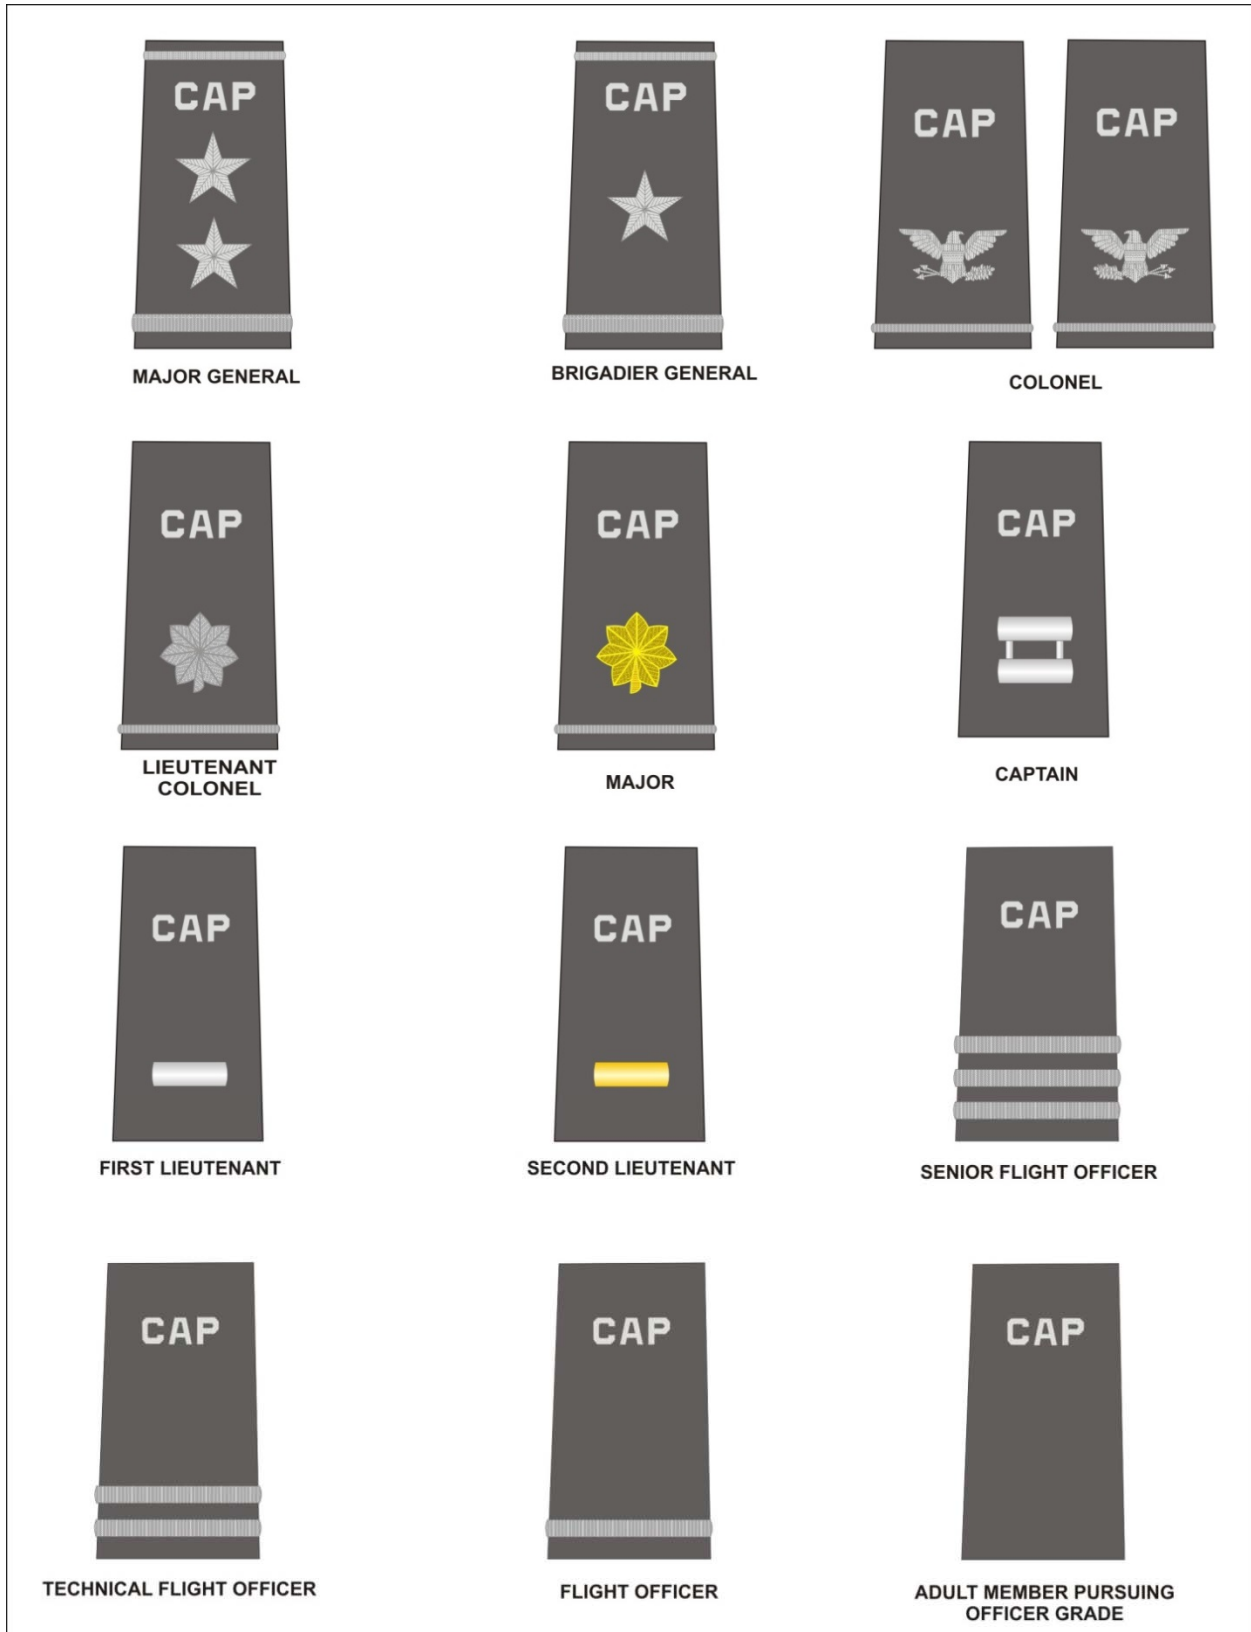 CAP
CAP
CAP
CAP
MAJOR GENERAL
BRIGADIER GENERAL
COLONEL
CAP
CAP
CAP
LIEUTENANT
COLONEL
MAJOR
CAPTAIN
CAP
CAP
CAP
FIRST LIEUTENANT
SECOND LIEUTENANT
SENIOR FLIGHT OFFICER
CAP
CAP
CAP
TECHNICAL FLIGHT OFFICER
FLIGHT OFFICER
ADULT MEMBER PURSUING
OFFICER GRADE